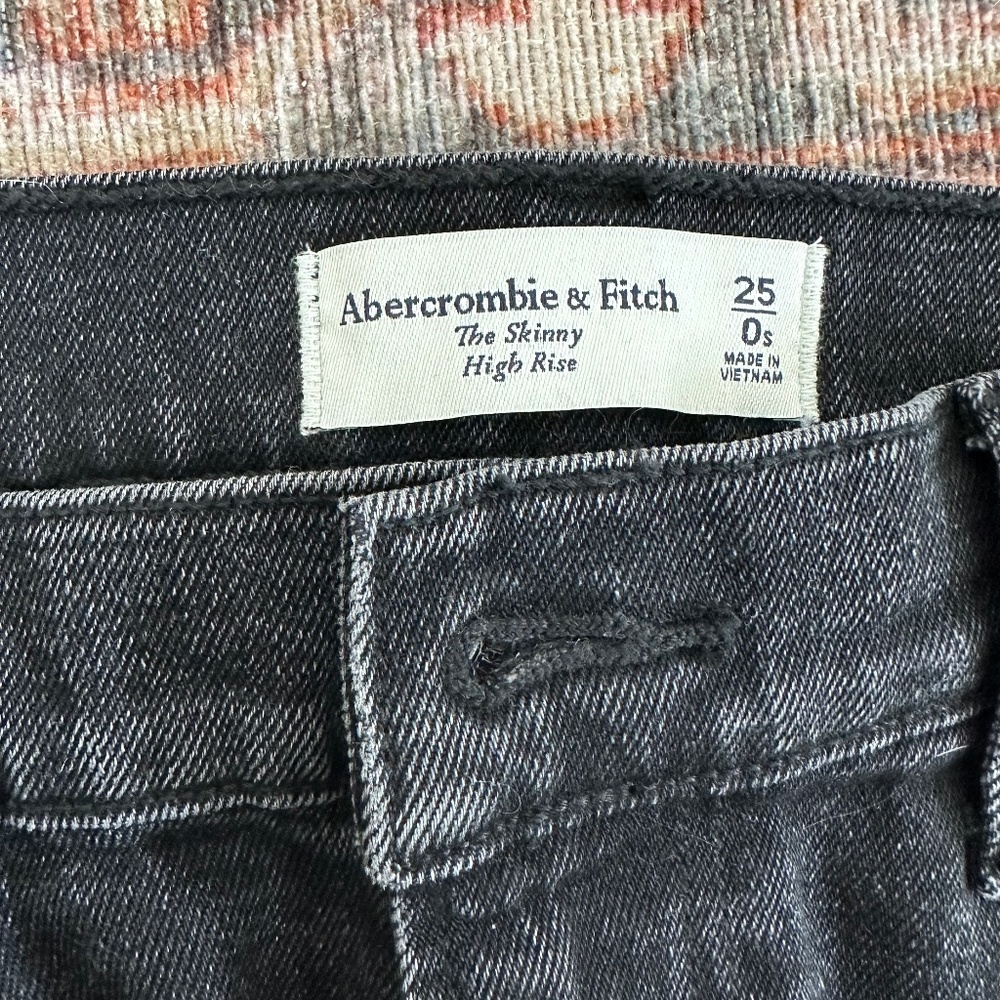 Abercrombie & Fitch
The Skinny
High Rise
25
0s
MADE IN
VIETNAM